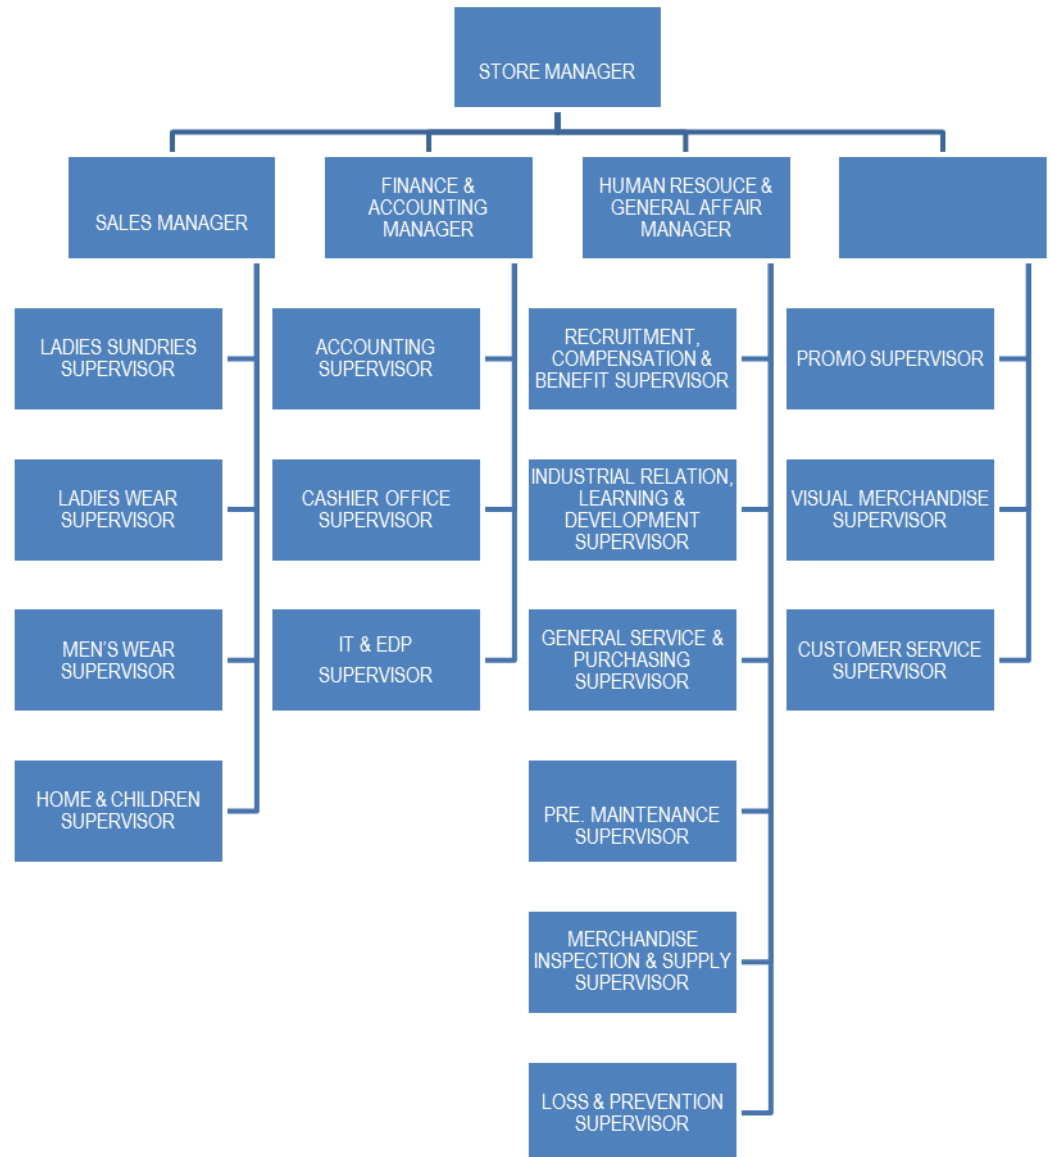 STORE MANAGER
SALES MANAGER
FINANCE &
ACCOUNTING
MANAGER
HUMAN RESOUCE &
GENERAL AFFAIR
MANAGER
LADIES SUNDRIES
SUPERVISOR
ACCOUNTING
SUPERVISOR
RECRUITMENT,
COMPENSATION &
BENEFIT SUPERVISOR
PROMO SUPERVISOR
LADIES WEAR
SUPERVISOR
CASHIER OFFICE
SUPERVISOR
INDUSTRIAL RELATION,
LEARNING &
DEVELOPMENT
SUPERVISOR
VISUAL MERCHANDISE
SUPERVISOR
MEN’S WEAR
SUPERVISOR
IT & EDP
SUPERVISOR
GENERAL SERVICE &
PURCHASING
SUPERVISOR
CUSTOMER SERVICE
SUPERVISOR
HOME & CHILDREN
SUPERVISOR
PRE. MAINTENANCE
SUPERVISOR
MERCHANDISE
INSPECTION & SUPPLY
SUPERVISOR
LOSS & PREVENTION
SUPERVISOR